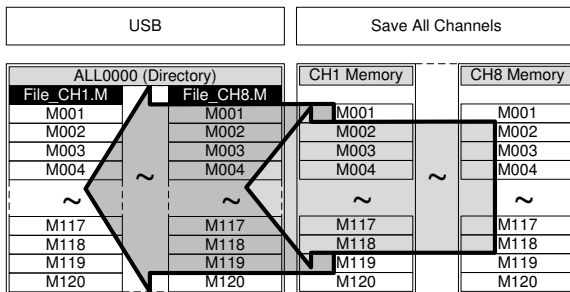 USB Save All Channels
ALL0000 (Directory) CH1 Memory CH8 Memory
File_CH1.M File_CH8.M
M001 M001 M001 M001
M002 M002 M002 M002
M003 M003 M003 M003
M004 M004 M004 M004
~ ~ ~ ~ ~ ~
M117 M117 M117 M117
M118 M118 M118 M118
M119 M119 M119 M119
M120 M120 M120 M120